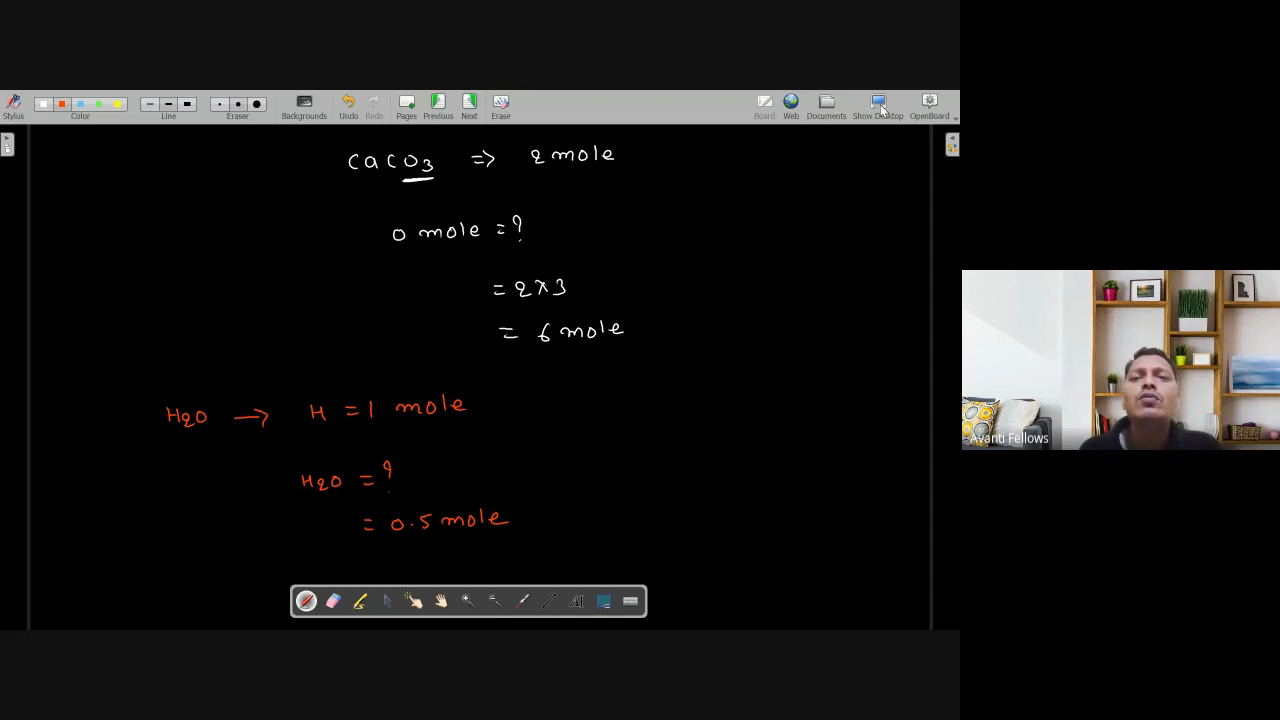 Stylus
Color
Line
Eraser
Backgrounds
Undo
Redo
Pages
Previous
Next
Erase
Board
Web
Documents
Show Desktop
OpenBoard
CaCO3 => 2 mole
O mole = ?
= 2 × 3
= 6 mole
H2O → H = 1 mole
H2O = ?
= 0.5 mole
Avanti Fellows
AI